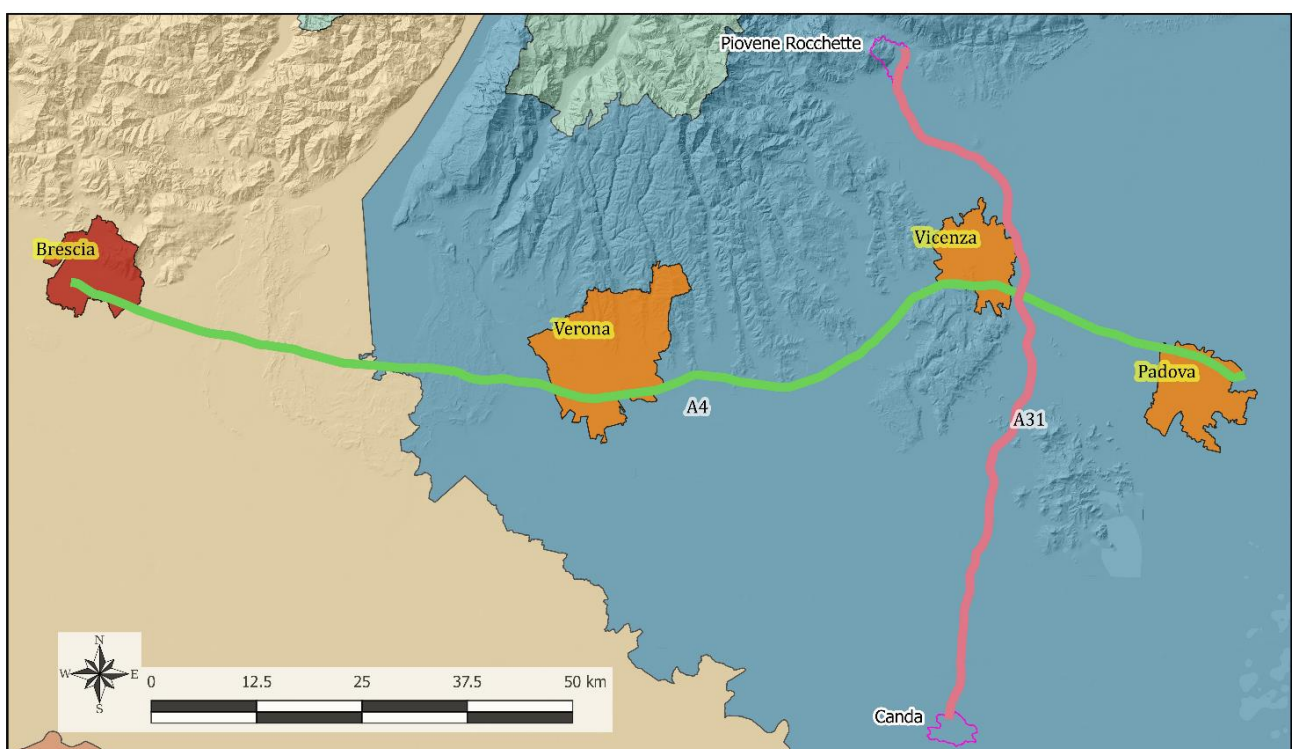 Piovene Rocchette
Brescia
Vicenza
Verona
Padova
A4
A31
N
W E
S
0 12.5 25 37.5 50 km
Canda